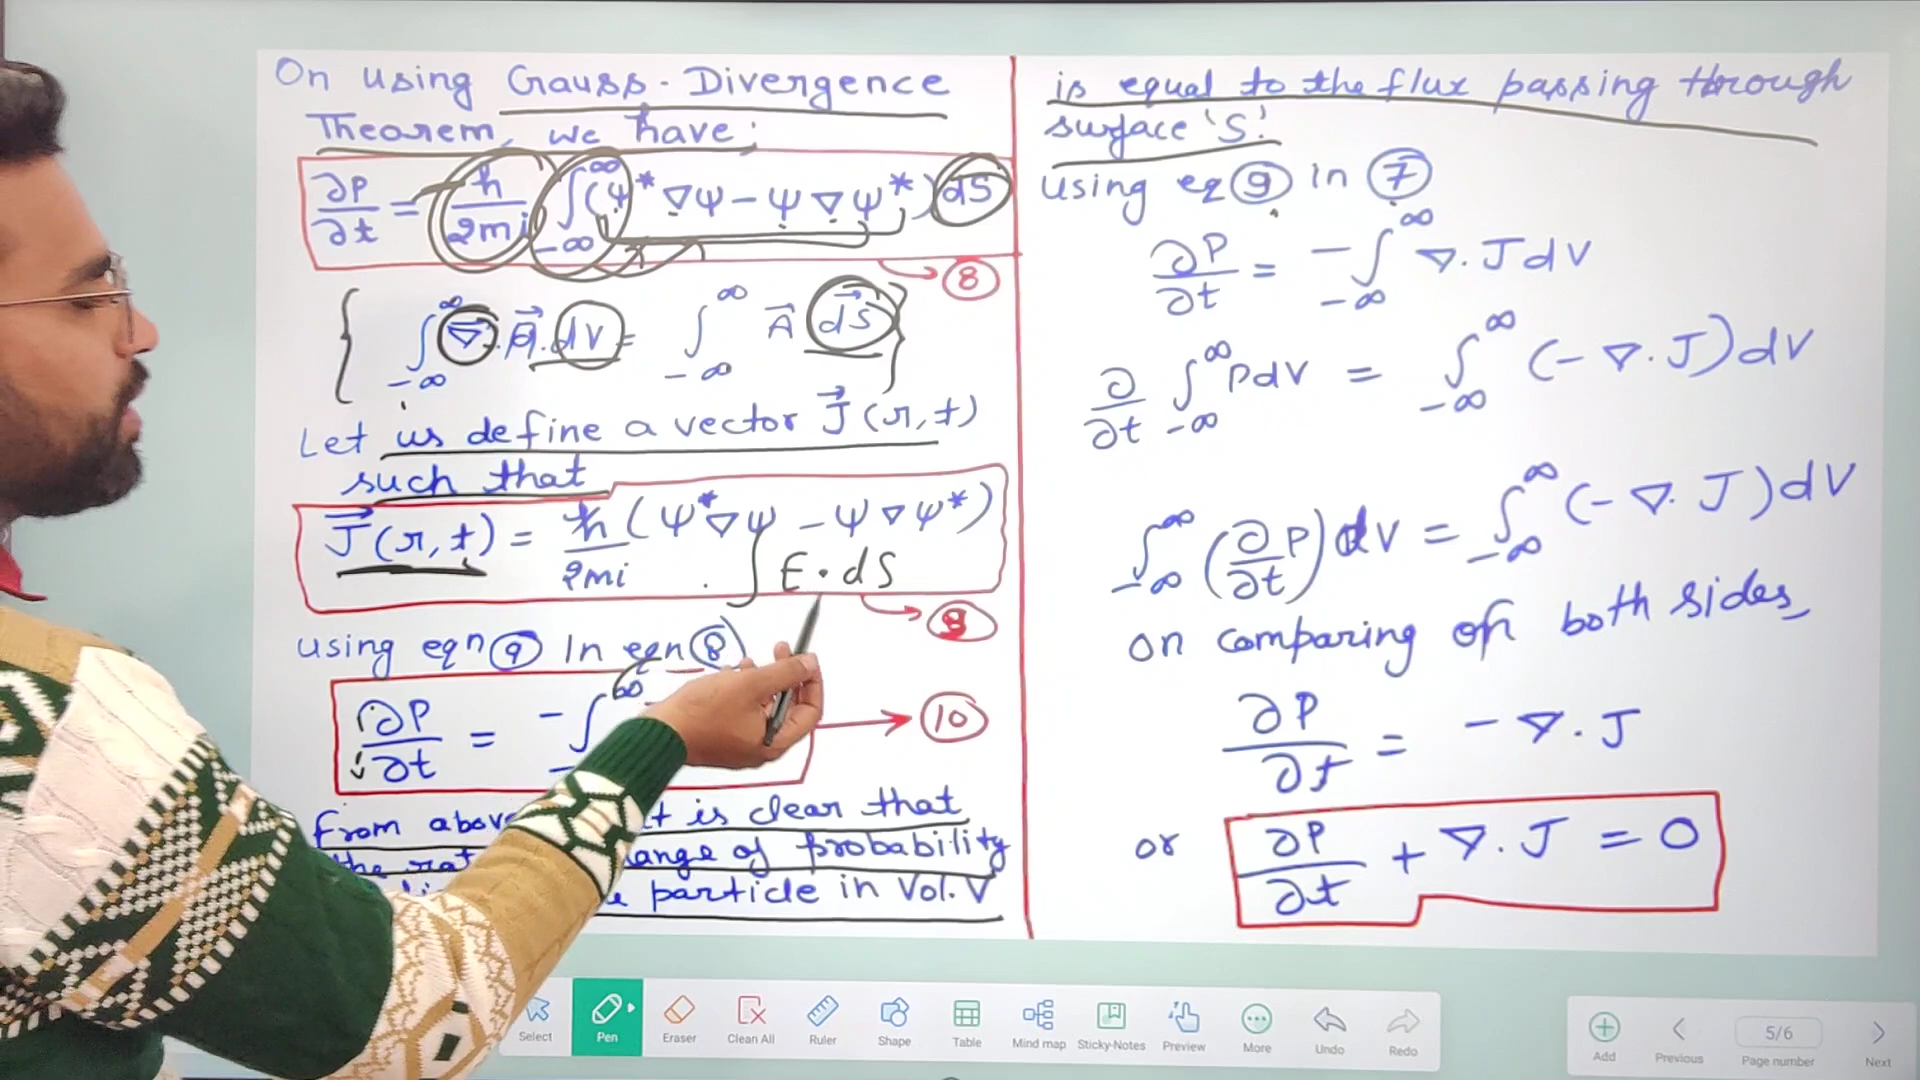 On using Gauss-Divergence
Theorem, we have;
∂P/∂t = ħ/2mi ∫_{-∞}^{∞} (ψ* ∇ψ − ψ ∇ψ*) dS
8
{ ∫_{-∞}^{∞} ∇⃗. A⃗. dV = ∫_{-∞}^{∞} A⃗ dS⃗ }
Let us define a vector J⃗(r,t)
such that
J⃗(r,t) = ħ/2mi (ψ*∇ψ − ψ∇ψ*)
∫ E . dS
using eqn 9 In eqn 8
∂P/∂t = −∫^{∞}
10
from above is clear that
the of probability
particle in Vol. V
is equal to the flux passing through
surface 'S'.
using eq 9 in 7
∂P/∂t = −∫_{-∞}^{∞} ∇. J dV
∂/∂t ∫_{-∞}^{∞} P dV = ∫_{-∞}^{∞} (−∇. J) dV
∫_{-∞}^{∞} (∂P/∂t) dV = ∫_{-∞}^{∞} (−∇. J) dV
on comparing on both sides
∂P/∂t = −∇. J
or ∂P/∂t + ∇. J = 0
Select Pen Eraser Clean All Ruler Shape Table Mind map Sticky-Notes Preview More Undo Redo
Add Previous 5/6 Page number Next